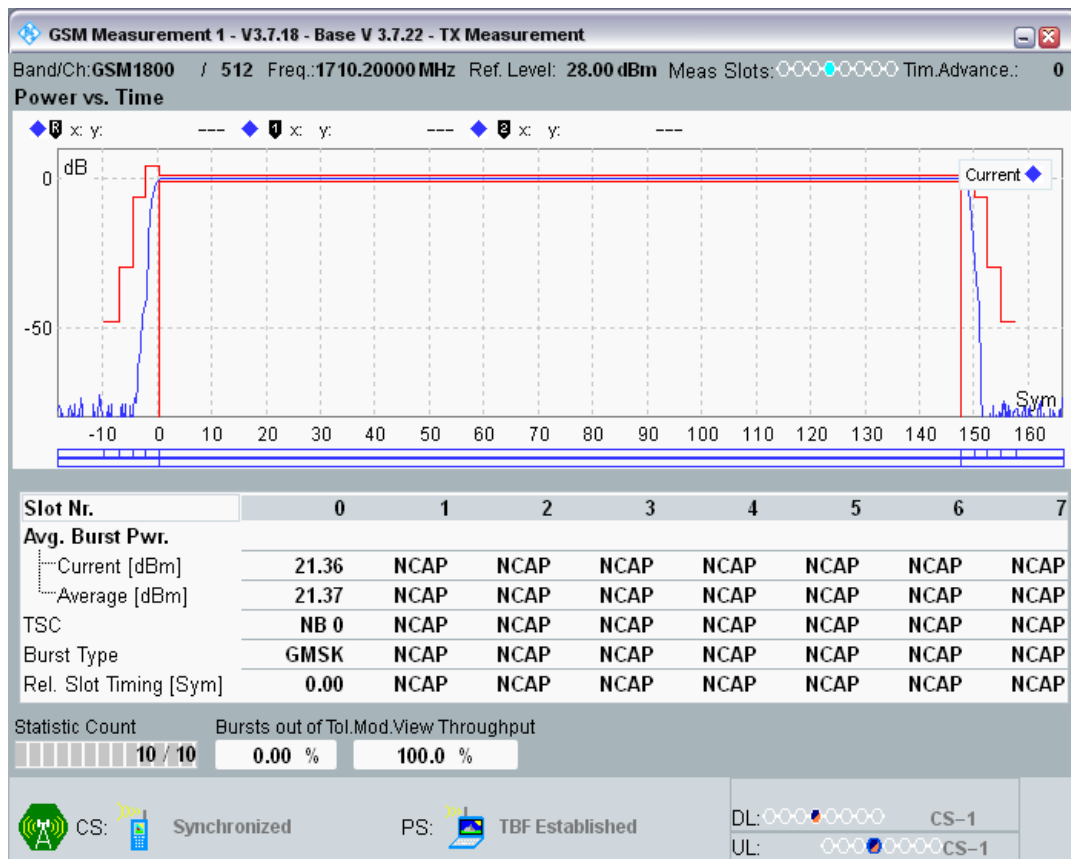 GSM Measurement 1 - V3.7.18 - Base V 3.7.22 - TX Measurement
Band/Ch:GSM1800 / 512 Freq.:1710.20000 MHz Ref. Level: 28.00 dBm Meas Slots: Tim.Advance.: 0
Power vs. Time
R x: y: --- 1 x: y: --- 2 x: y: ---
dB
0
Current
-50
Sym
-10 0 10 20 30 40 50 60 70 80 90 100 110 120 130 140 150 160
Slot Nr. 0 1 2 3 4 5 6 7
Avg. Burst Pwr.
Current [dBm] 21.36 NCAP NCAP NCAP NCAP NCAP NCAP NCAP
Average [dBm] 21.37 NCAP NCAP NCAP NCAP NCAP NCAP NCAP
TSC NB 0 NCAP NCAP NCAP NCAP NCAP NCAP NCAP
Burst Type GMSK NCAP NCAP NCAP NCAP NCAP NCAP NCAP
Rel. Slot Timing [Sym] 0.00 NCAP NCAP NCAP NCAP NCAP NCAP NCAP
Statistic Count Bursts out of Tol.Mod.View Throughput
10 / 10 0.00 % 100.0 %
CS: Synchronized PS: TBF Established
DL: CS-1
UL: CS-1